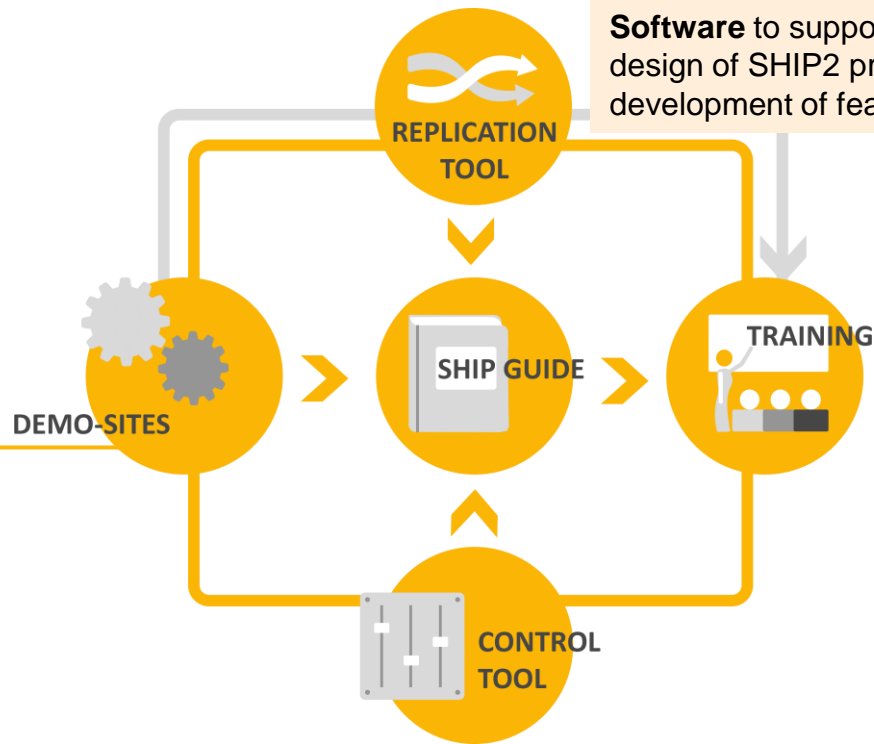 Software to suppo
design of SHIP2 pr
development of fea
REPLICATION
TOOL
SHIP GUIDE
TRAINING
DEMO-SITES
CONTROL
TOOL